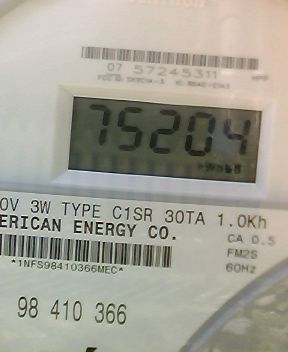 07 57245311
75204
0V 3W TYPE C1SR 30TA 1.0Kh
ERICAN ENERGY CO.
CA 0.5
FM2S
*1NFS98410366MEC*
60Hz
98 410 366